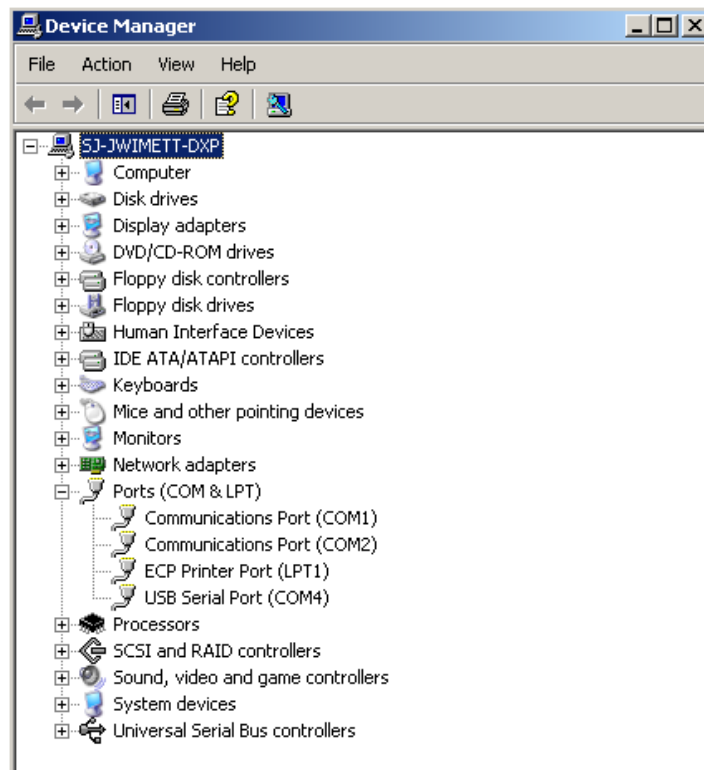 Device Manager
File Action View Help
SJ-JWIMETT-DXP
Computer
Disk drives
Display adapters
DVD/CD-ROM drives
Floppy disk controllers
Floppy disk drives
Human Interface Devices
IDE ATA/ATAPI controllers
Keyboards
Mice and other pointing devices
Monitors
Network adapters
Ports (COM & LPT)
Communications Port (COM1)
Communications Port (COM2)
ECP Printer Port (LPT1)
USB Serial Port (COM4)
Processors
SCSI and RAID controllers
Sound, video and game controllers
System devices
Universal Serial Bus controllers